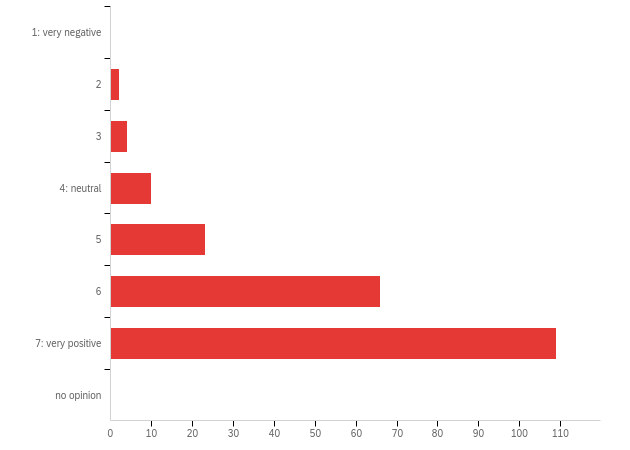 1: very negative
2
3
4: neutral
5
6
7: very positive
no opinion
0 10 20 30 40 50 60 70 80 90 100 110